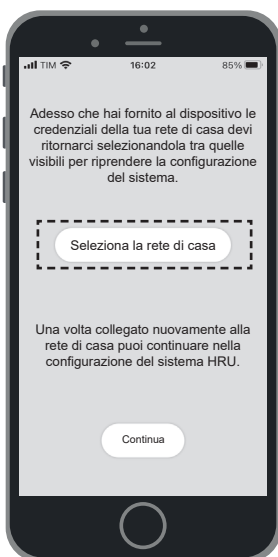 TIM 16:02 85%
Adesso che hai fornito al dispositivo le
credenziali della tua rete di casa devi
ritornarci selezionandola tra quelle
visibili per riprendere la configurazione
del sistema.
Seleziona la rete di casa
Una volta collegato nuovamente alla
rete di casa puoi continuare nella
configurazione del sistema HRU.
Continua